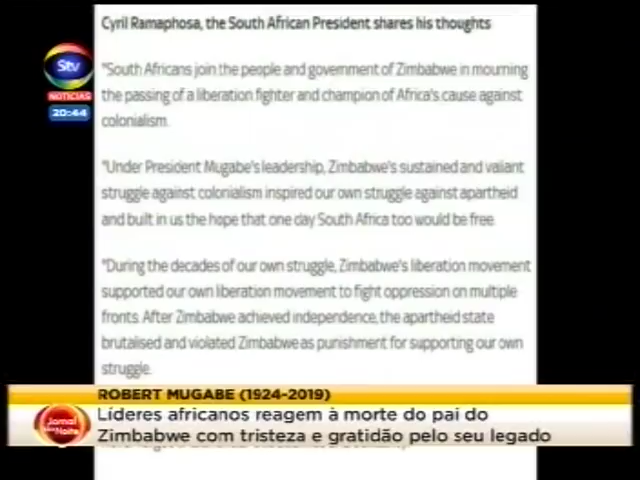 Cyril Ramaphosa, the South African President shares his thoughts
"South Africans join the people and government of Zimbabwe in mourning
the passing of a liberation fighter and champion of Africa's cause against
colonialism.
"Under President Mugabe's leadership, Zimbabwe's sustained and valiant
struggle against colonialism inspired our own struggle against apartheid
and built in us the hope that one day South Africa too would be free.
"During the decades of our own struggle, Zimbabwe's liberation movement
supported our own liberation movement to fight oppression on multiple
fronts. After Zimbabwe achieved independence, the apartheid state
brutalised and violated Zimbabwe as punishment for supporting our own
struggle.
Stv
NOTÍCIAS
20:44
ROBERT MUGABE (1924-2019)
Líderes africanos reagem à morte do pai do
Zimbabwe com tristeza e gratidão pelo seu legado
Jornal
da Noite